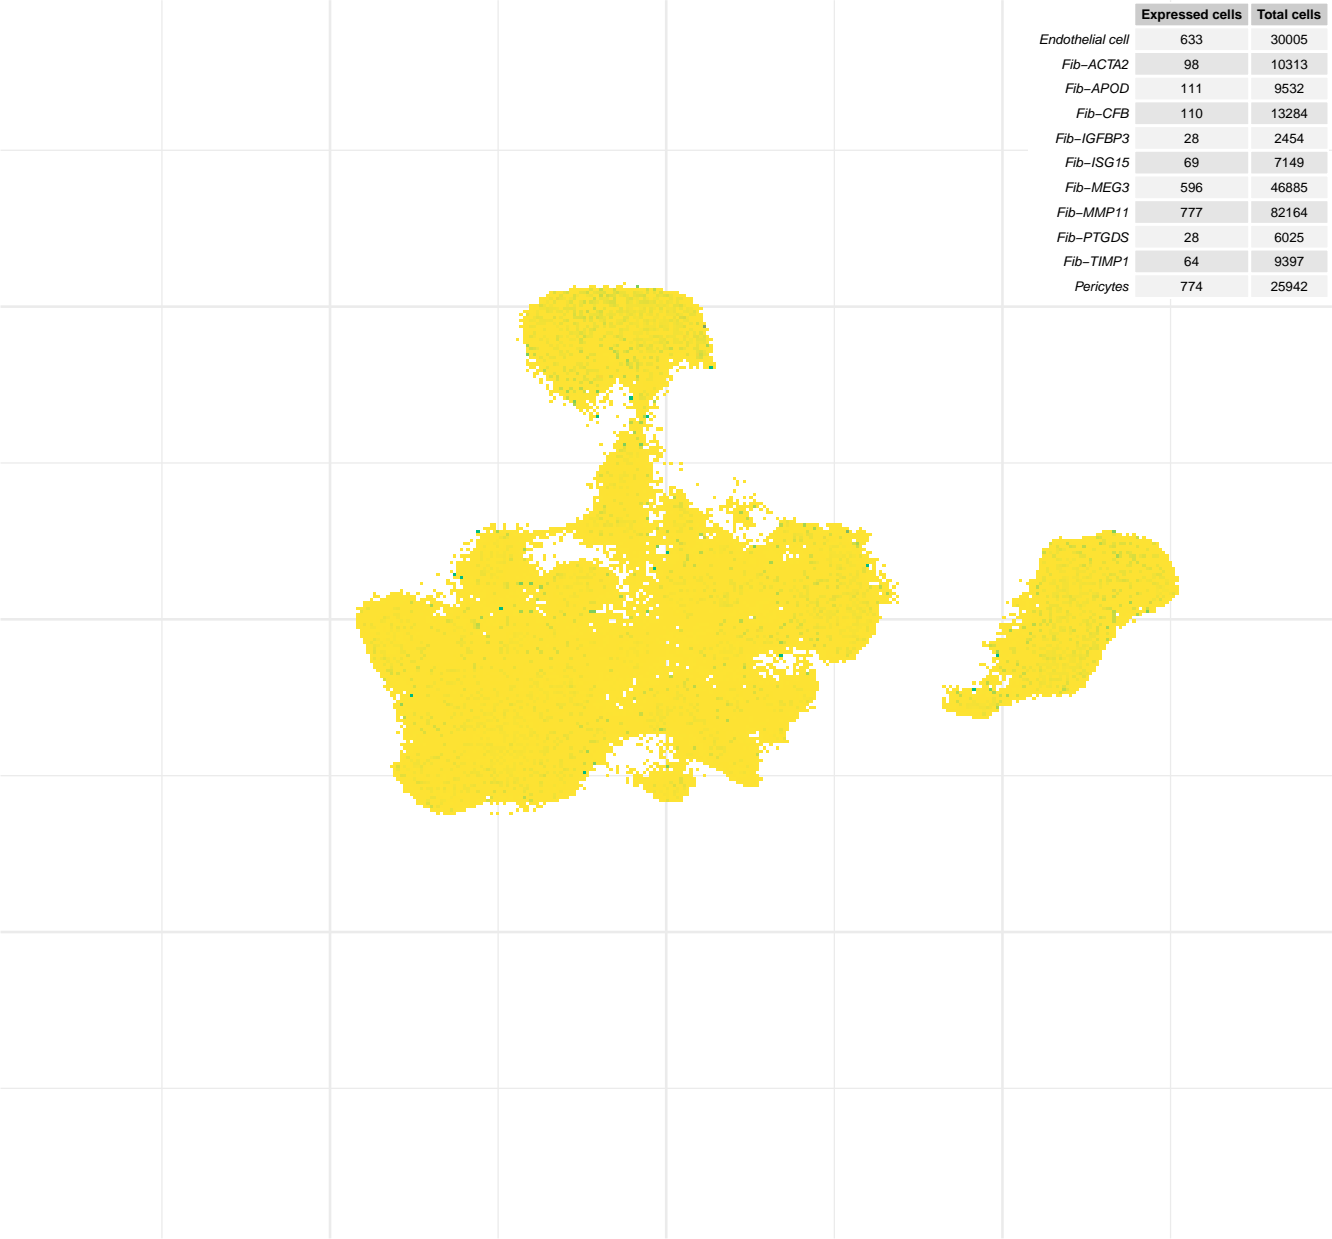 Expressed cells Total cells
Endothelial cell 633 30005
Fib−ACTA2 98 10313
Fib−APOD 111 9532
Fib−CFB 110 13284
Fib−IGFBP3 28 2454
Fib−ISG15 69 7149
Fib−MEG3 596 46885
Fib−MMP11 777 82164
Fib−PTGDS 28 6025
Fib−TIMP1 64 9397
Pericytes 774 25942